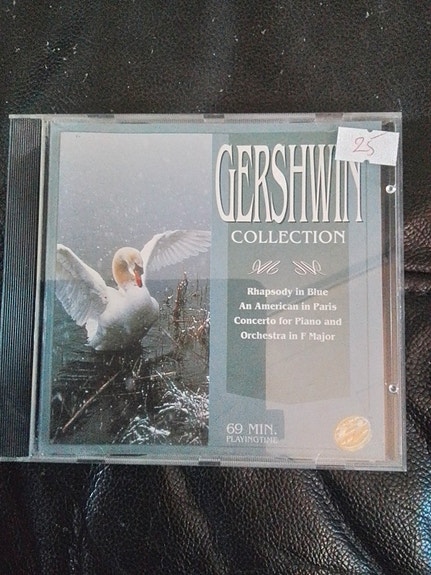 GERSHWIN
25
COLLECTION
Rhapsody in Blue
An American in Paris
Concerto for Piano and
Orchestra in F Major
69 MIN.
PLAYINGTIME